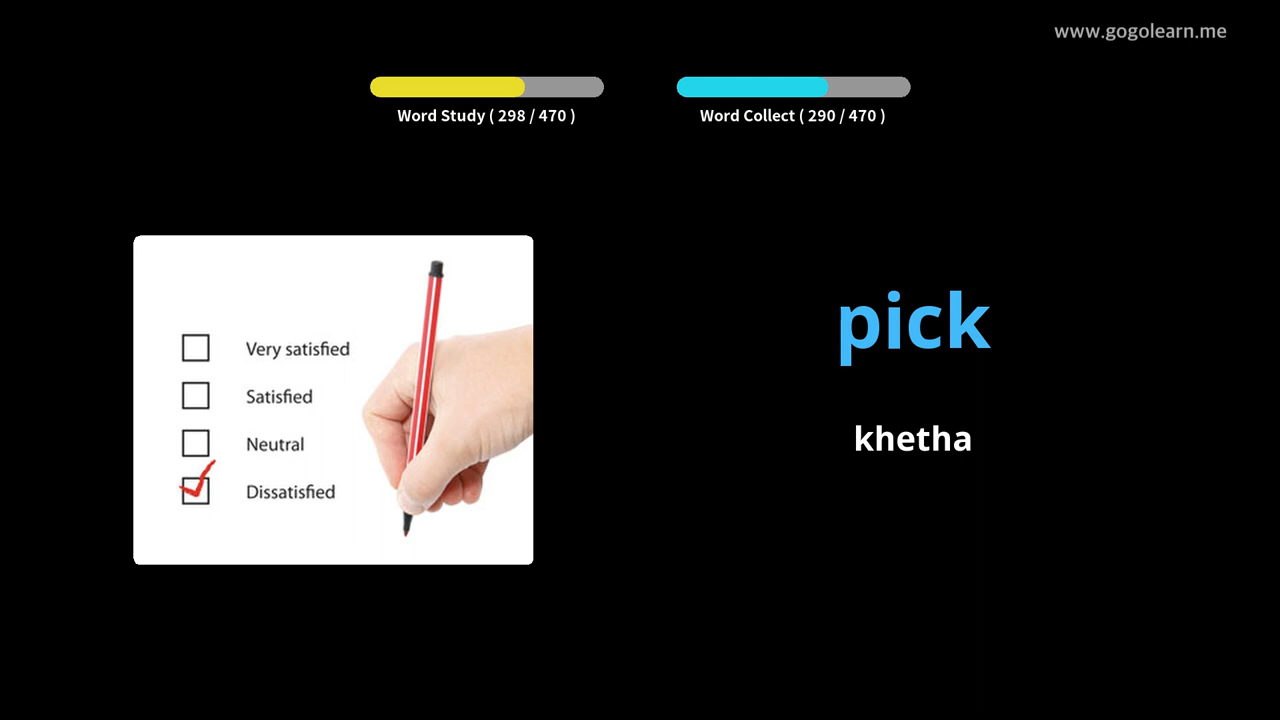 www.gogolearn.me
Word Study ( 298 / 470 )
Word Collect ( 290 / 470 )
Very satisfied
Satisfied
Neutral
Dissatisfied
pick
khetha